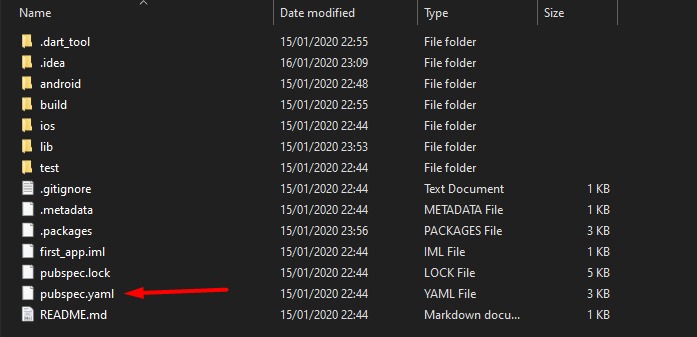 Name Date modified Type Size
.dart_tool 15/01/2020 22:55 File folder
.idea 16/01/2020 23:09 File folder
android 15/01/2020 22:48 File folder
build 15/01/2020 22:55 File folder
ios 15/01/2020 22:44 File folder
lib 15/01/2020 23:53 File folder
test 15/01/2020 22:44 File folder
.gitignore 15/01/2020 22:44 Text Document 1 KB
.metadata 15/01/2020 22:44 METADATA File 1 KB
.packages 15/01/2020 23:56 PACKAGES File 3 KB
first_app.iml 15/01/2020 22:44 IML File 1 KB
pubspec.lock 15/01/2020 22:44 LOCK File 5 KB
pubspec.yaml 15/01/2020 22:44 YAML File 3 KB
README.md 15/01/2020 22:44 Markdown docu... 1 KB